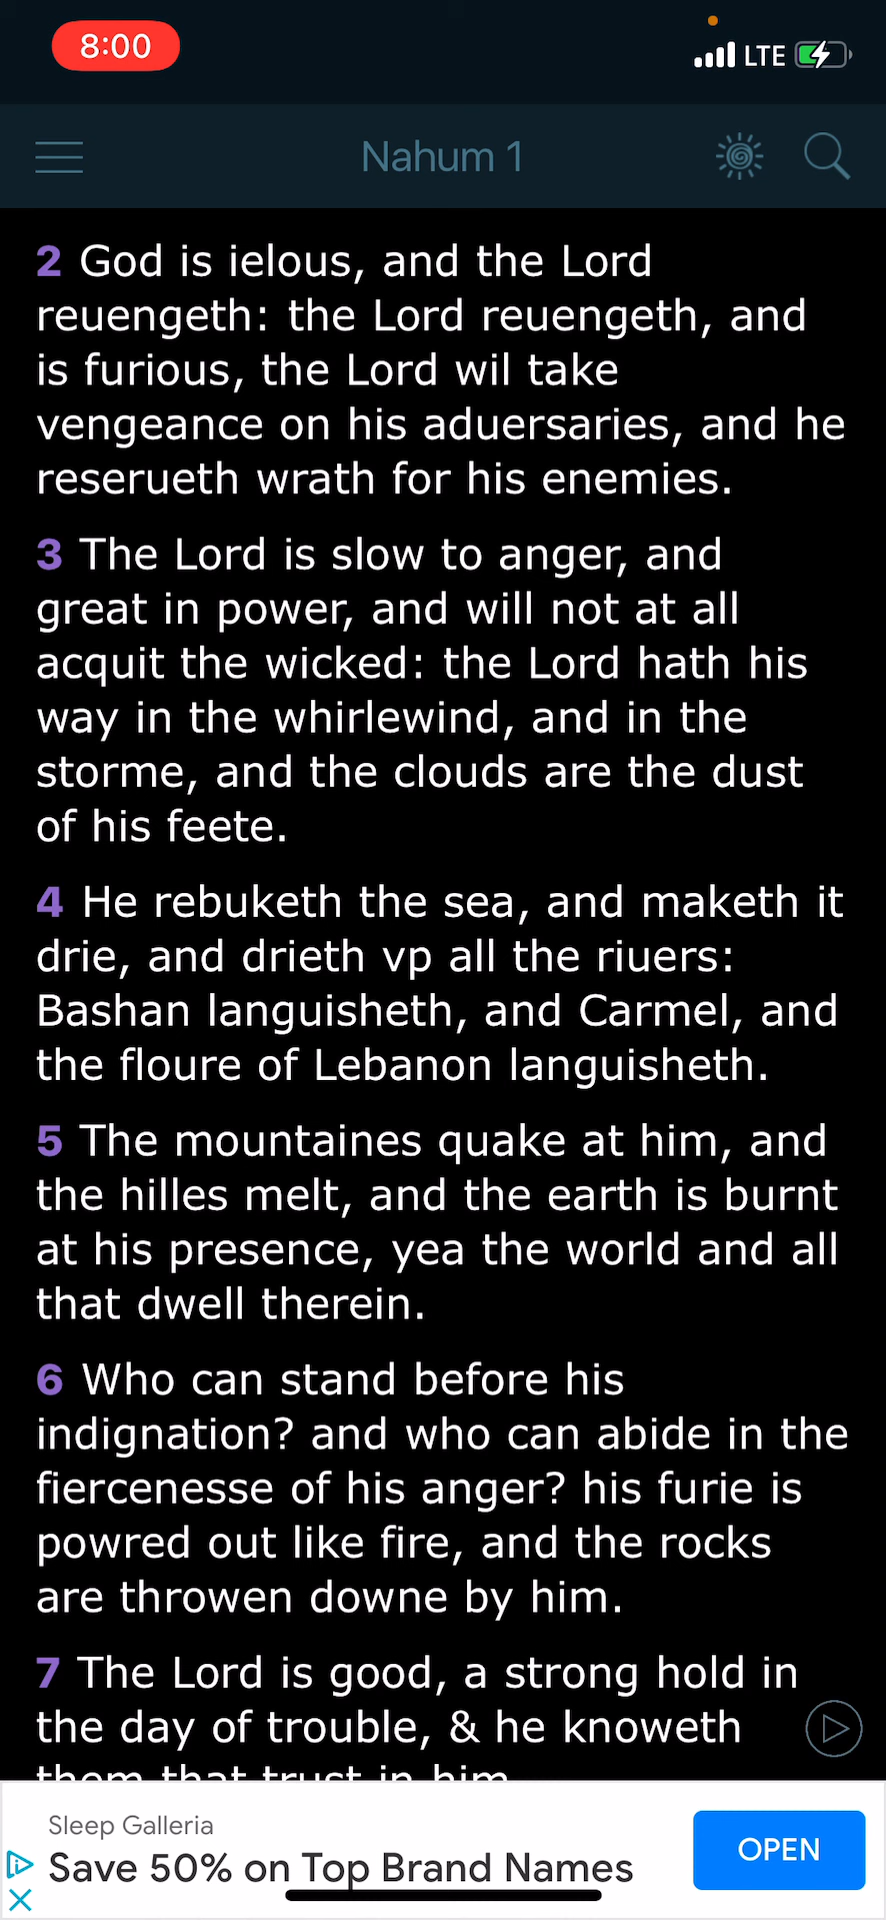 8:00
LTE
Nahum 1
2 God is ielous, and the Lord
reuengeth: the Lord reuengeth, and
is furious, the Lord wil take
vengeance on his aduersaries, and he
reserueth wrath for his enemies.
3 The Lord is slow to anger, and
great in power, and will not at all
acquit the wicked: the Lord hath his
way in the whirlewind, and in the
storme, and the clouds are the dust
of his feete.
4 He rebuketh the sea, and maketh it
drie, and drieth vp all the riuers:
Bashan languisheth, and Carmel, and
the floure of Lebanon languisheth.
5 The mountaines quake at him, and
the hilles melt, and the earth is burnt
at his presence, yea the world and all
that dwell therein.
6 Who can stand before his
indignation? and who can abide in the
fiercenesse of his anger? his furie is
powred out like fire, and the rocks
are throwen downe by him.
7 The Lord is good, a strong hold in
the day of trouble, & he knoweth
them that trust in him
Sleep Galleria
Save 50% on Top Brand Names
OPEN